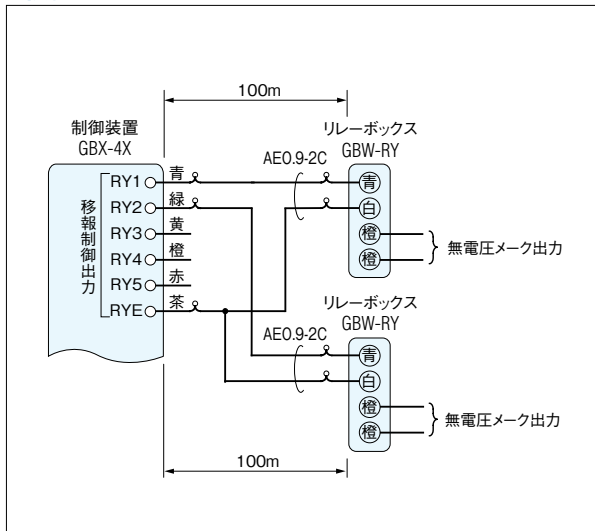 100m
制御装置
GBX-4X
リレーボックス
GBW-RY
AE0.9-2C
移報制御出力
RY1
青
RY2
緑
RY3
黄
RY4
橙
RY5
赤
RYE
茶
青
白
橙
橙
無電圧メーク出力
リレーボックス
GBW-RY
AE0.9-2C
青
白
橙
橙
無電圧メーク出力
100m